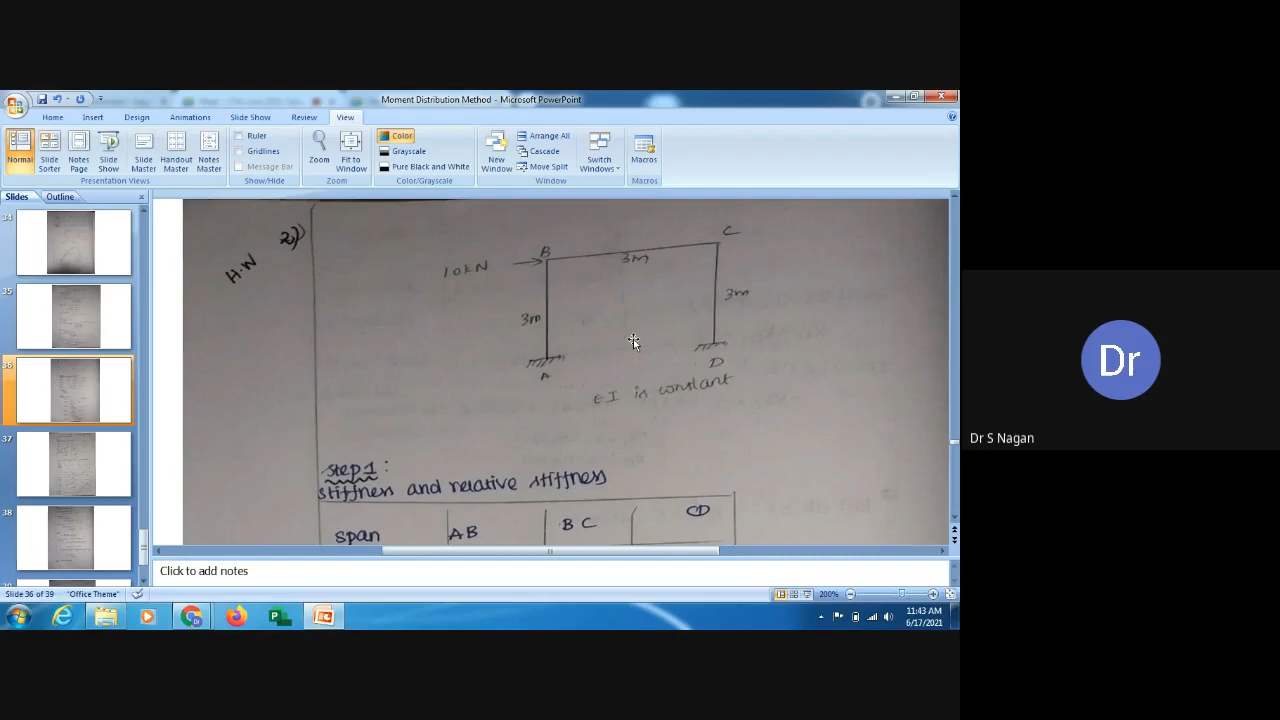 Moment Distribution Method - Microsoft PowerPoint
Home Insert Design Animations Slide Show Review View
Normal Slide Sorter Notes Page Slide Show Slide Master Handout Master Notes Master
Presentation Views
Ruler
Gridlines
Message Bar
Show/Hide
Zoom Fit to Window
Zoom
Color
Grayscale
Pure Black and White
Color/Grayscale
New Window
Arrange All
Cascade
Move Split
Switch Windows
Window
Macros
Macros
Slides Outline
34
35
36
37
38
H.W 2)
10kN
B
3m
C
3m
3m
A
D
EI is constant
Step 1:
stiffness and relative stiffness
span AB BC CD
Click to add notes
Slide 36 of 39 "Office Theme" 200%
11:43 AM
6/17/2021
Dr
Dr S Nagan